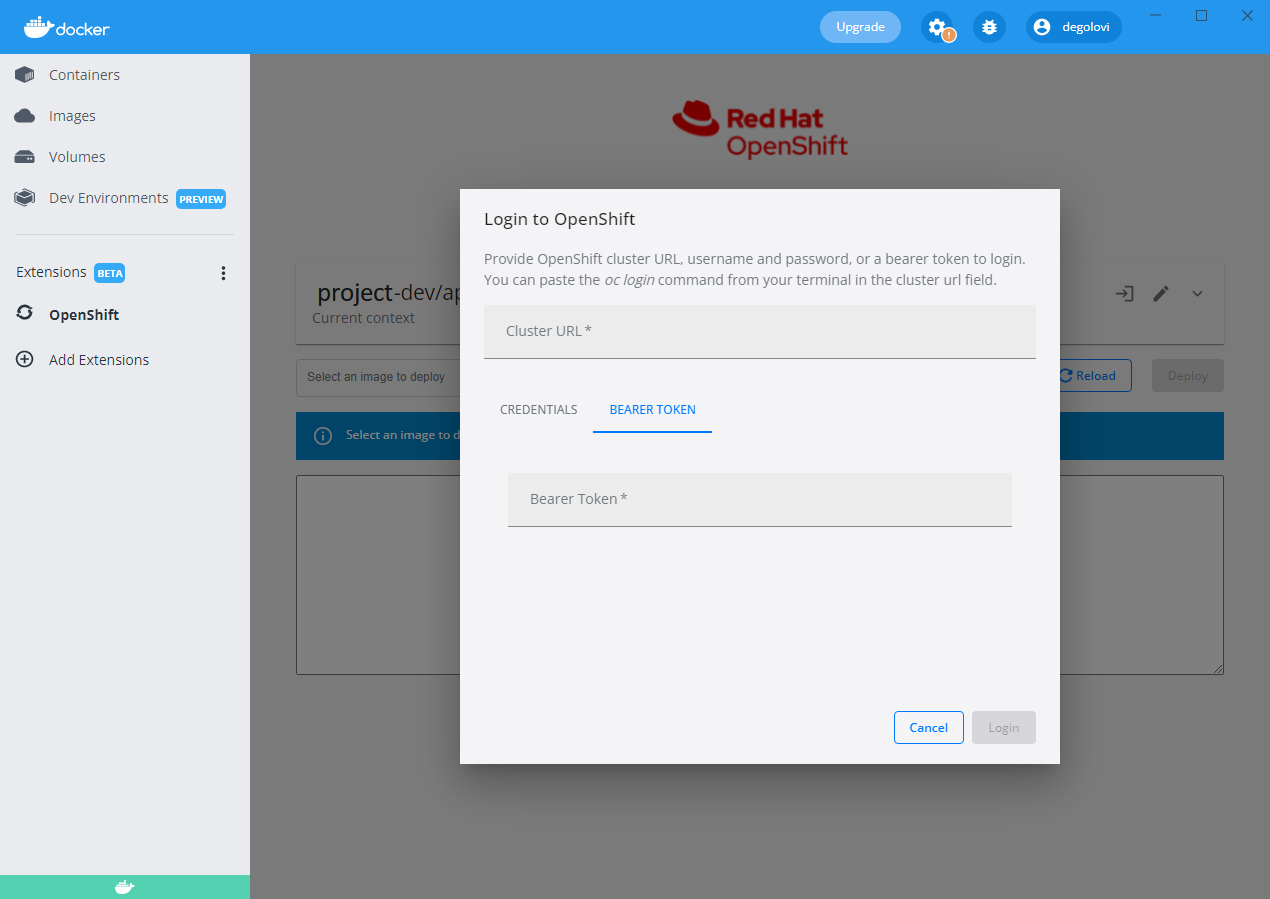 docker
Upgrade
degolovi
Containers
Images
Volumes
Dev Environments PREVIEW
Extensions BETA
OpenShift
Add Extensions
Red Hat
OpenShift
project-dev/ap
Current context
Select an image to deploy
Reload
Deploy
Select an image to d
Login to OpenShift
Provide OpenShift cluster URL, username and password, or a bearer token to login.
You can paste the oc login command from your terminal in the cluster url field.
Cluster URL *
CREDENTIALS
BEARER TOKEN
Bearer Token *
Cancel
Login